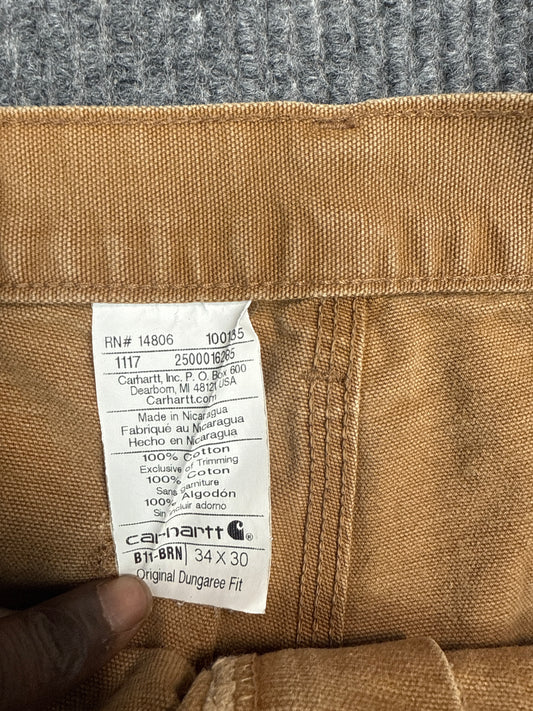 RN# 14806 100135
1117 2500016265
Carhartt, Inc. P. O. Box 600
Dearborn, MI 48121 USA
Carhartt.com
Made in Nicaragua
Fabriqué au Nicaragua
Hecho en Nicaragua
100% Cotton
Exclusive of Trimming
100% Coton
Sans garniture
100% Algodón
Sin incluir adorno
carhartt
B11-BRN 34 X 30
Original Dungaree Fit